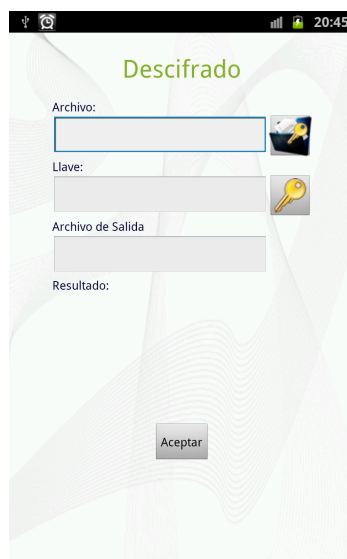 20:45
Descifrado
Archivo:
Llave:
Archivo de Salida
Resultado:
Aceptar